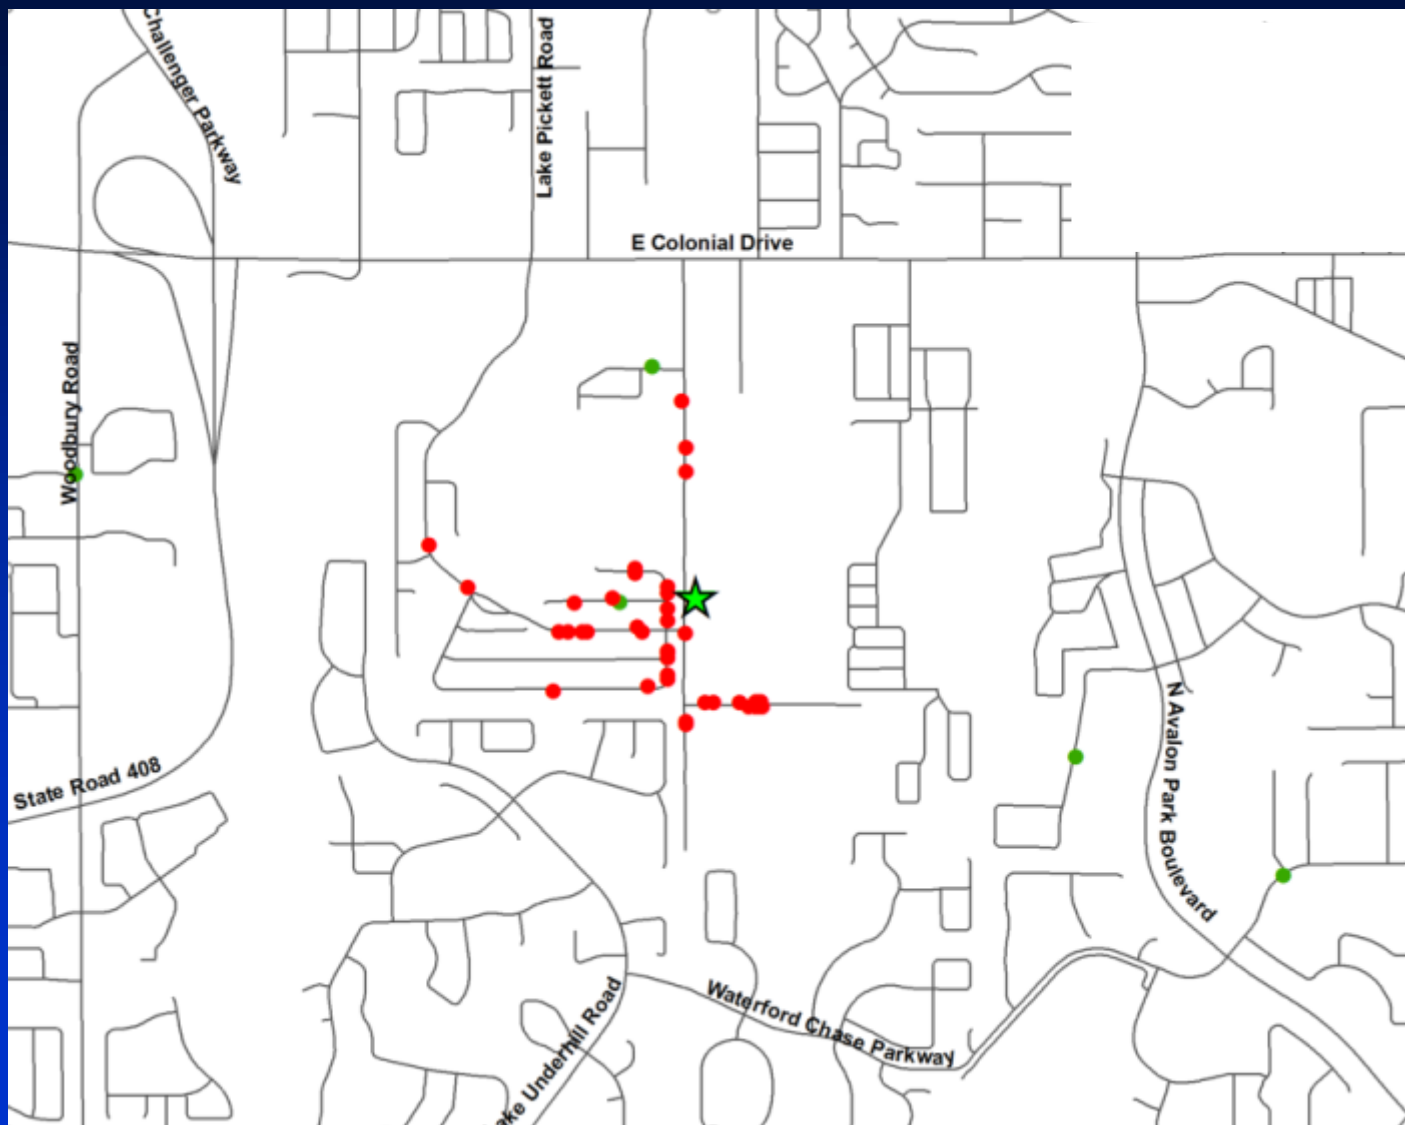 Challenger Parkway
Lake Pickett Road
E Colonial Drive
Woodbury Road
State Road 408
N Avalon Park Boulevard
Waterford Chase Parkway
ake Underhill Road